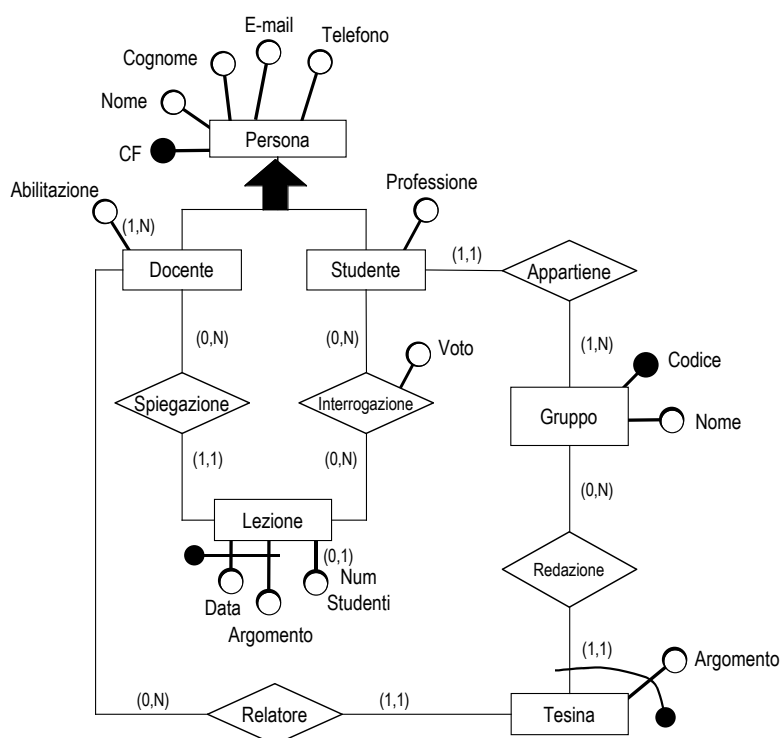 E-mail
Telefono
Cognome
Nome
Persona
CF
Abilitazione
Professione
(1,N)
(1,1)
Docente
Studente
Appartiene
(0,N)
(0,N)
(1,N)
Voto
Codice
Spiegazione
Interrogazione
Gruppo
Nome
(1,1)
(0,N)
(0,N)
Lezione
(0,1)
Num
Studenti
Data
Argomento
Redazione
(1,1)
Argomento
(0,N)
Relatore
(1,1)
Tesina